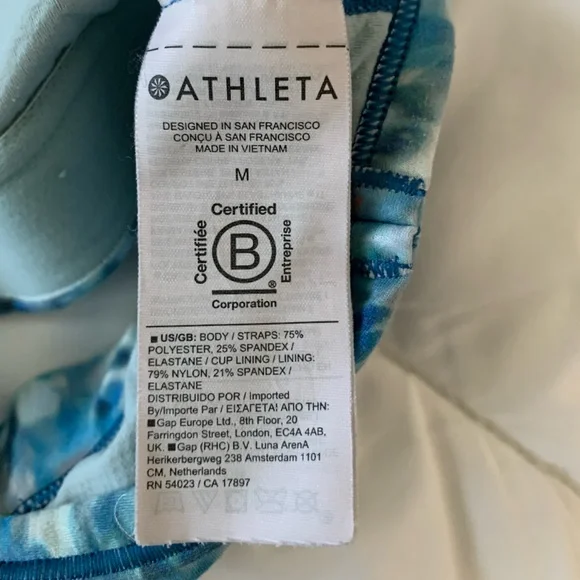 ATHLETA
DESIGNED IN SAN FRANCISCO
CONÇU À SAN FRANCISCO
MADE IN VIETNAM
M
Certified
Certifiée
B
Entreprise
®
Corporation
■ US/GB: BODY / STRAPS: 75%
POLYESTER, 25% SPANDEX /
ELASTANE / CUP LINING / LINING:
79% NYLON, 21% SPANDEX /
ELASTANE
DISTRIBUIDO POR / imported
By/Importe Par / ΕΙΣΑΓΕΤΑΙ ΑΠΟ ΤΗΝ:
■Gap Europe Ltd., 8th Floor, 20
Farringdon Street, London, EC4A 4AB,
UK. ■Gap (RHC) B.V. Luna ArenA
Herikerbergweg 238 Amsterdam 1101
CM, Netherlands
RN 54023 / CA 17897